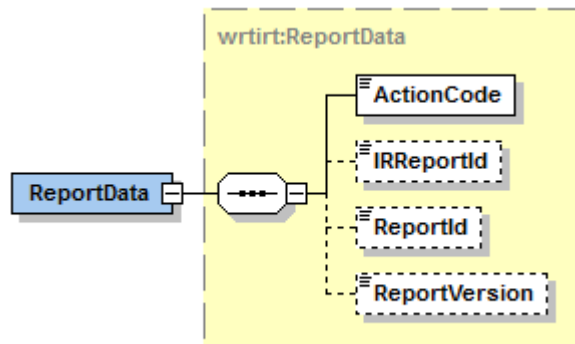 wrtirt:ReportData
ActionCode
IRReportId
ReportData
ReportId
ReportVersion